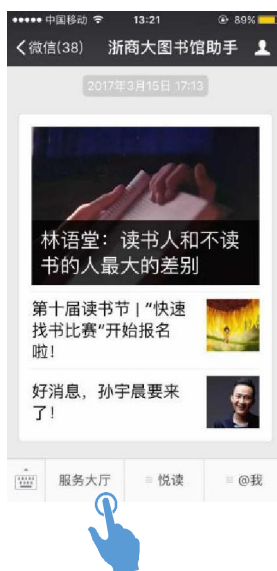 中国移动 13:21 89%
微信(38) 浙商大图书馆助手
2017年3月15日 17:13
林语堂：读书人和不读
书的人最大的差别
第十届读书节 | “快速
找书比赛“开始报名
啦！
好消息，孙宇晨要来
了！
服务大厅 悦读 @我